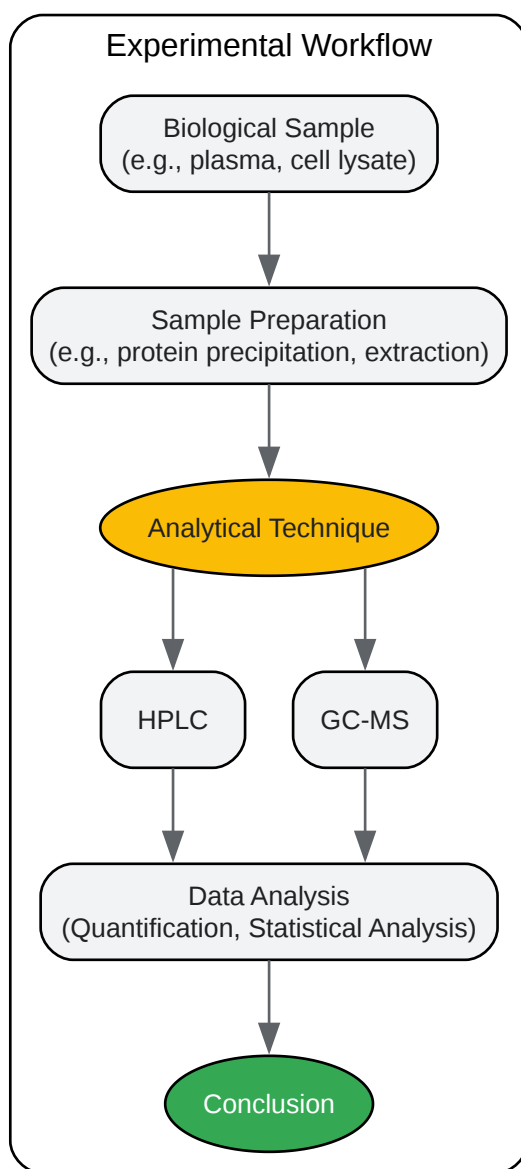 Experimental Workflow
Biological Sample
(e.g., plasma, cell lysate)
Sample Preparation
(e.g., protein precipitation, extraction)
Analytical Technique
HPLC
GC-MS
Data Analysis
(Quantification, Statistical Analysis)
Conclusion